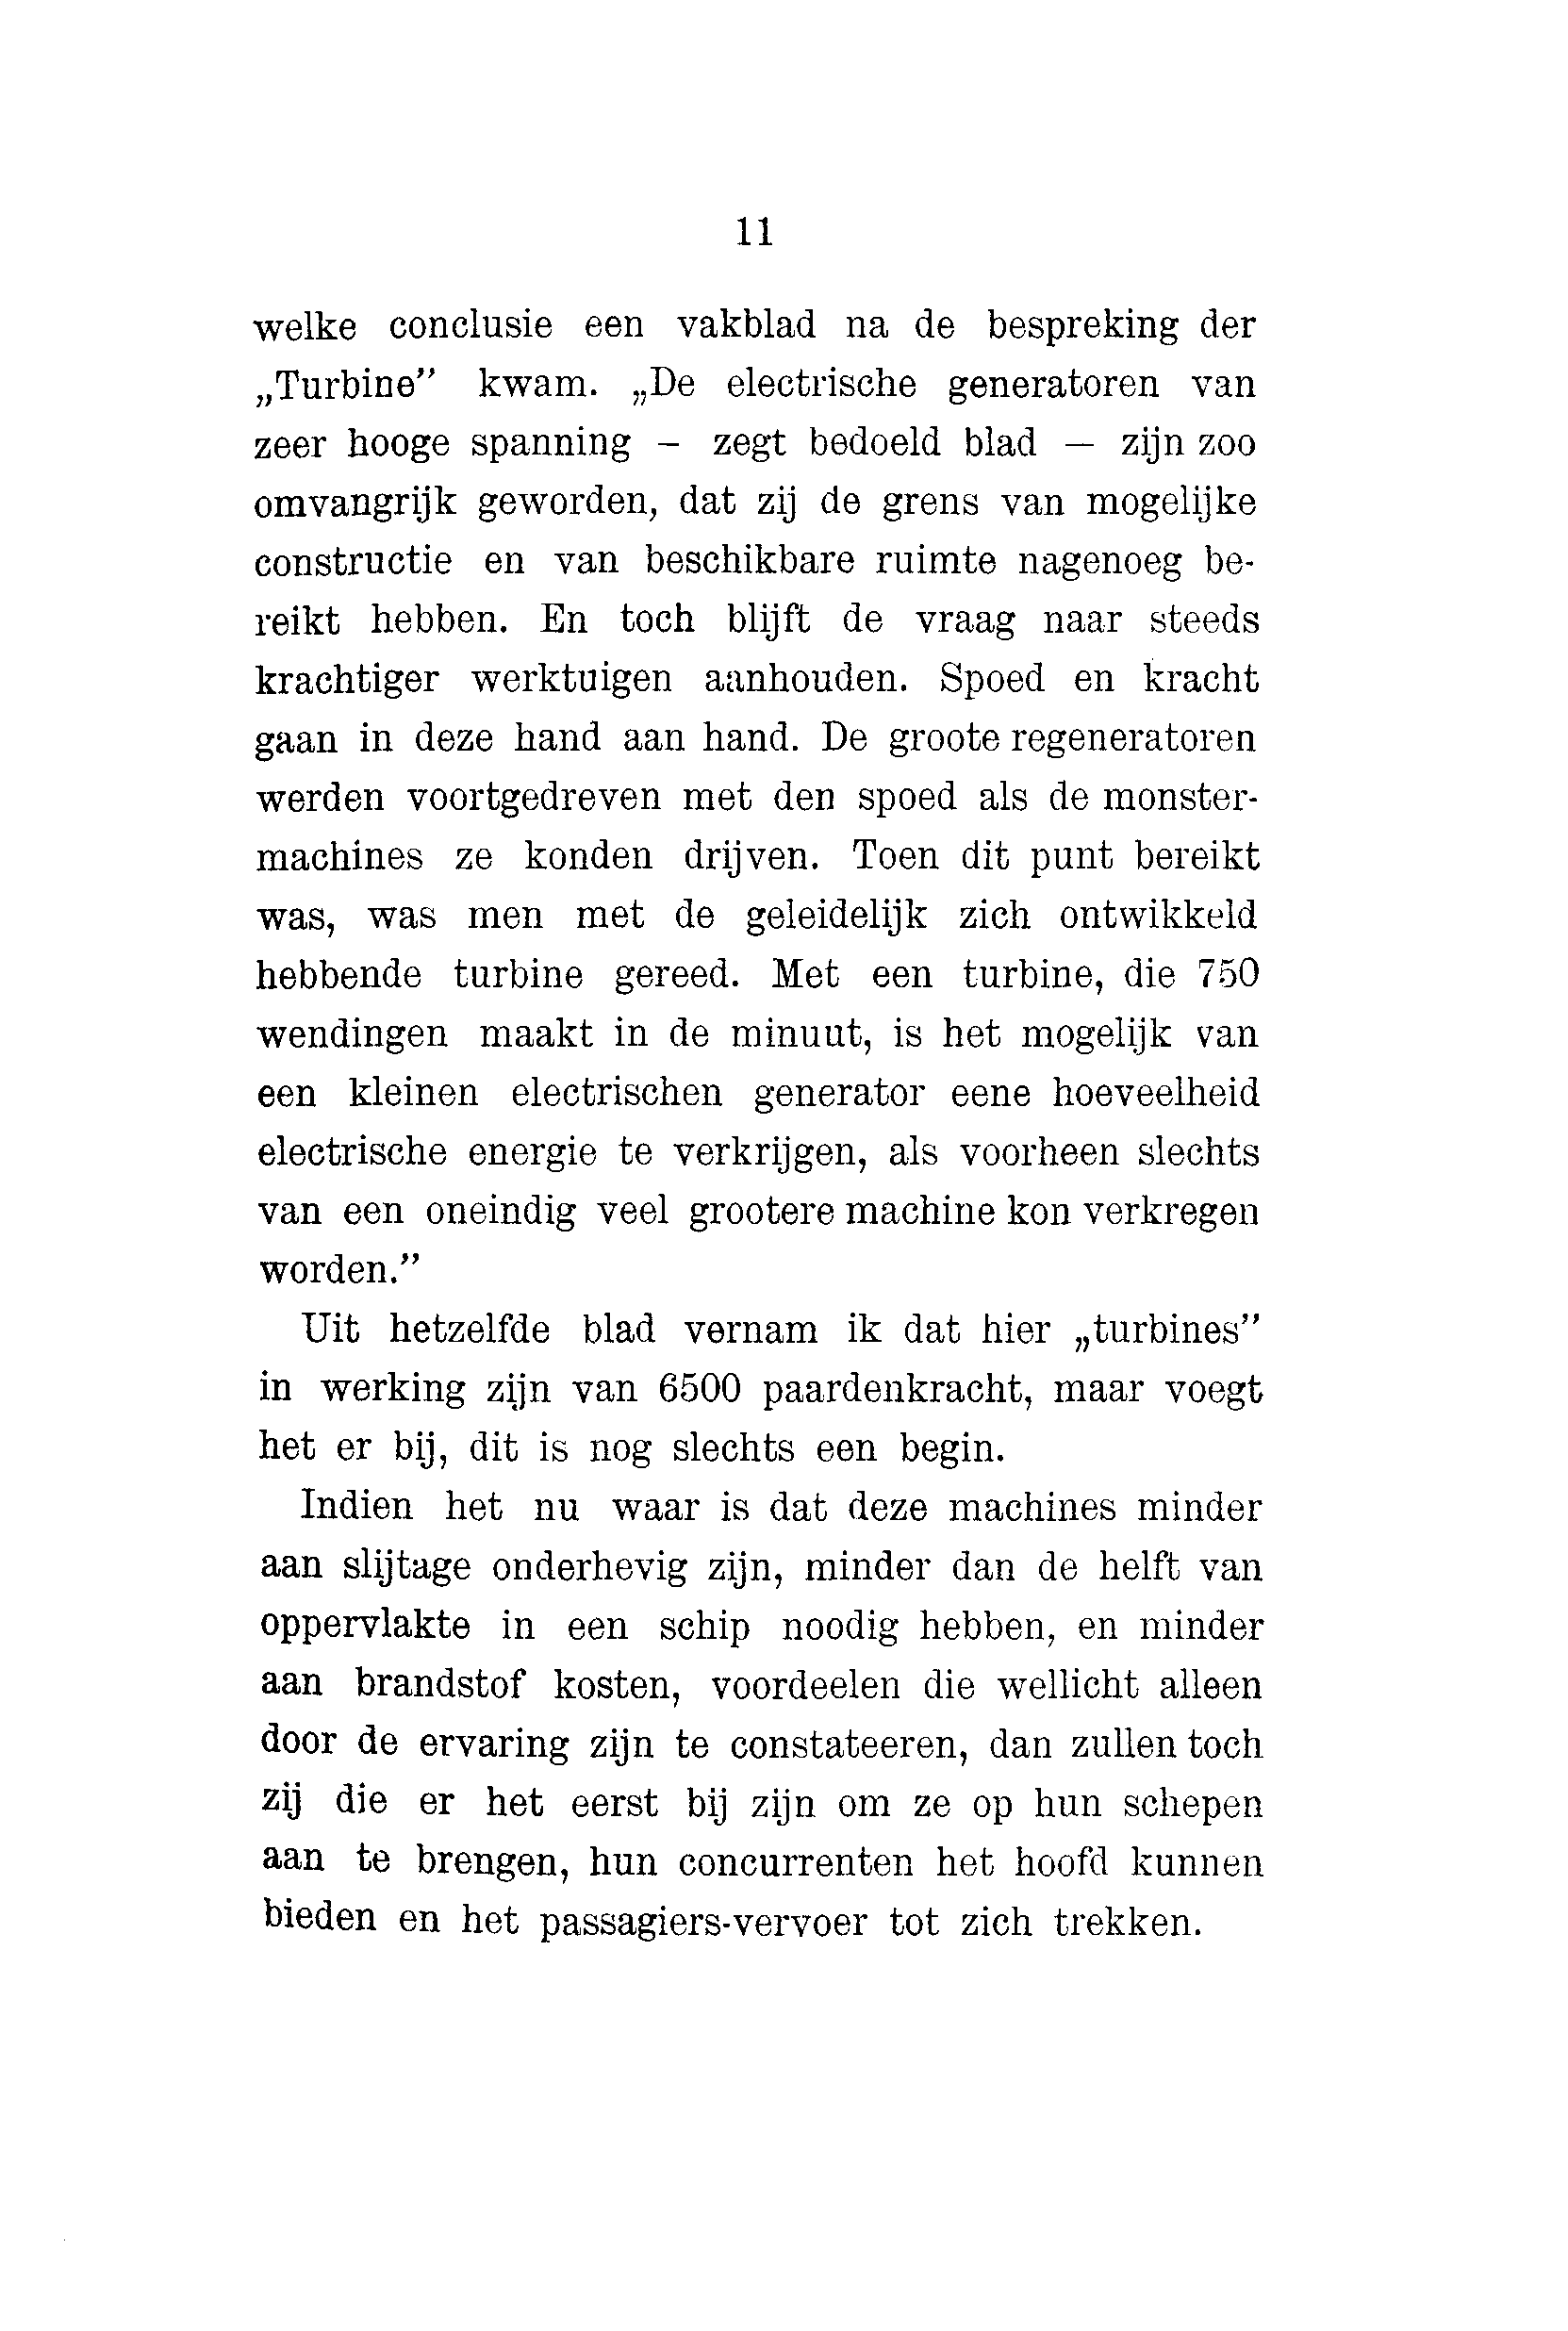 11
welke conclusie een vakblad na de bespreking der
„Turbine” kwam. „De electrische generatoren van
zeer hooge spanning – zegt bedoeld blad — zijn zoo
omvangrijk geworden, dat zij de grens van mogelijke
constructie en van beschikbare ruimte nagenoeg be-
reikt hebben. En toch blijft de vraag naar steeds
krachtiger werktuigen aanhouden. Spoed en kracht
gaan in deze hand aan hand. De groote regeneratoren
werden voortgedreven met den spoed als de monster-
machines ze konden drijven. Toen dit punt bereikt
was, was men met de geleidelijk zich ontwikkeld
hebbende turbine gereed. Met een turbine, die 750
wendingen maakt in de minuut, is het mogelijk van
een kleinen electrischen generator eene hoeveelheid
electrische energie te verkrijgen, als voorheen slechts
van een oneindig veel grootere machine kon verkregen
worden.”
Uit hetzelfde blad vernam ik dat hier „turbines”
in werking zijn van 6500 paardenkracht, maar voegt
het er bij, dit is nog slechts een begin.
Indien het nu waar is dat deze machines minder
aan slijtage onderhevig zijn, minder dan de helft van
oppervlakte in een schip noodig hebben, en minder
aan brandstof kosten, voordeelen die wellicht alleen
door de ervaring zijn te constateeren, dan zullen toch
zij die er het eerst bij zijn om ze op hun schepen
aan te brengen, hun concurrenten het hoofd kunnen
bieden en het passagiers-vervoer tot zich trekken.